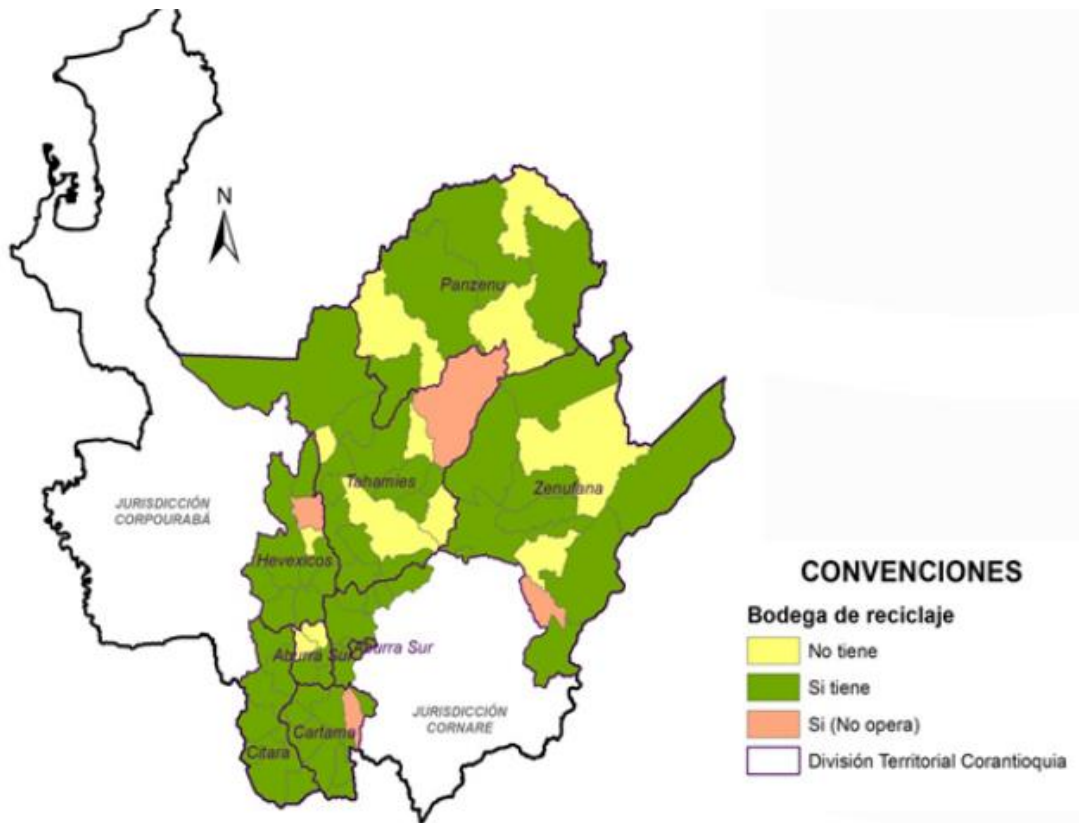 N
Panzenu
Tahamies
Zenufana
JURISDICCIÓN
CORPOURABÁ
Hevexicos
Aburra Sur
Aburra Sur
JURISDICCIÓN
CORNARE
Cartama
Citara
CONVENCIONES
Bodega de reciclaje
No tiene
Si tiene
Si (No opera)
División Territorial Corantioquia